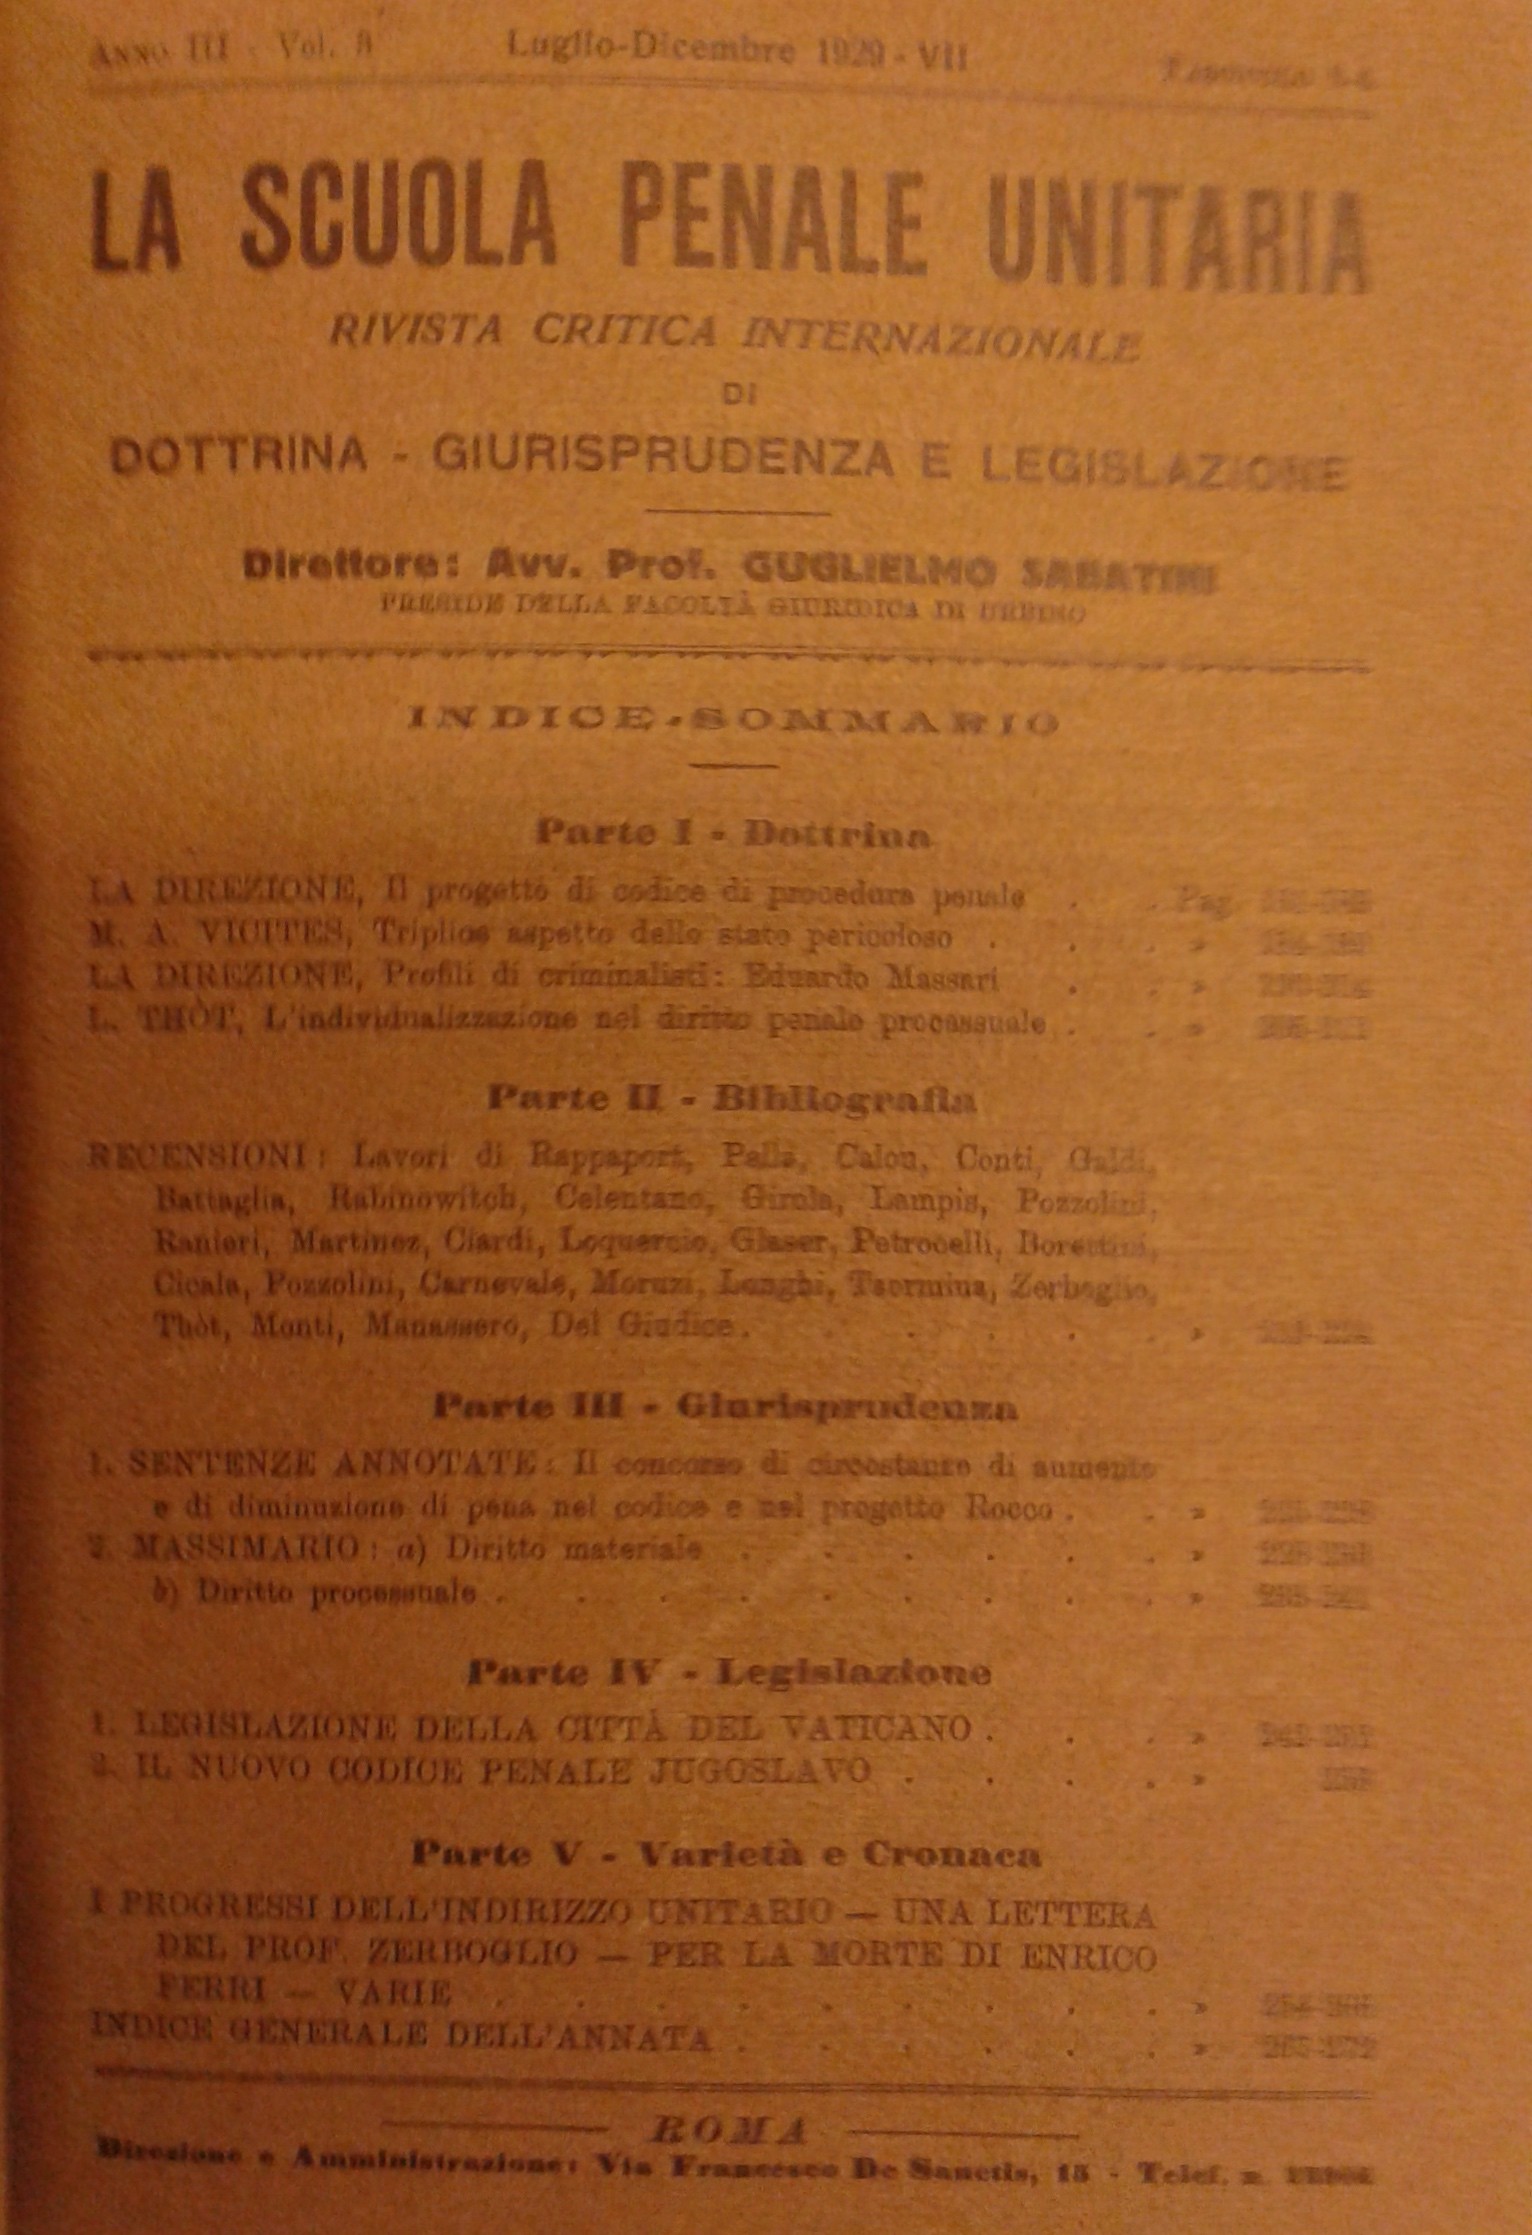 ANNO III - Vol. 3 Luglio-Dicembre 1929 - VII
LA SCUOLA PENALE UNITARIA
RIVISTA CRITICA INTERNAZIONALE
DI
DOTTRINA - GIURISPRUDENZA E LEGISLAZIONE
Direttore: Avv. Prof. GUGLIELMO SABATINI
PRESIDE DELLA FACOLTÀ GIURIDICA DI URBINO
INDICE-SOMMARIO
Parte I - Dottrina
LA DIREZIONE, Il progetto di codice di procedura penale . . Pag.
M. A. VICITES, Triplice aspetto dello stato pericoloso . . . »
LA DIREZIONE, Profili di criminalisti: Eduardo Massari . . »
L. THÒT, L'individualizzazione nel diritto penale processuale . . »
Parte II - Bibliografia
RECENSIONI: Lavori di Rappaport, Palla, Calon, Conti, Galdi,
Battaglia, Rabinowitch, Celentano, Girola, Lampis, Pozzolini,
Ranieri, Martinez, Ciardi, Loquercio, Glaser, Petrocelli, Borettini,
Cicala, Pozzolini, Carnevale, Longhi, Taormina, Zerboglio,
Thòt, Monti, Manassero, Del Giudice . . . . . . »
Parte III - Giurisprudenza
1. SENTENZE ANNOTATE: Il concorso di circostanze di aumento
e di diminuzione di pena nel codice e nel progetto Rocco . . »
2. MASSIMARIO: a) Diritto materiale . . . . . . »
b) Diritto processuale . . . . . . . . . »
Parte IV - Legislazione
1. LEGISLAZIONE DELLA CITTÀ DEL VATICANO . . . »
2. IL NUOVO CODICE PENALE JUGOSLAVO . . . . »
Parte V - Varietà e Cronaca
I PROGRESSI DELL'INDIRIZZO UNITARIO — UNA LETTERA
DEL PROF. ZERBOGLIO — PER LA MORTE DI ENRICO
FERRI — VARIE . . . . . . . . . »
INDICE GENERALE DELL'ANNATA . . . . . . »
ROMA
Direzione e Amministrazione: Via Francesco De Sanctis, 15 - Telef. n.